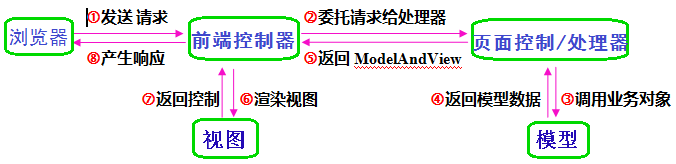 ①发送 请求
②委托请求给处理器
浏览器
前端控制器
页面控制/处理器
⑧产生响应
⑤返回 ModelAndView
⑦返回控制
⑥渲染视图
④返回模型数据
③调用业务对象
视图
模型